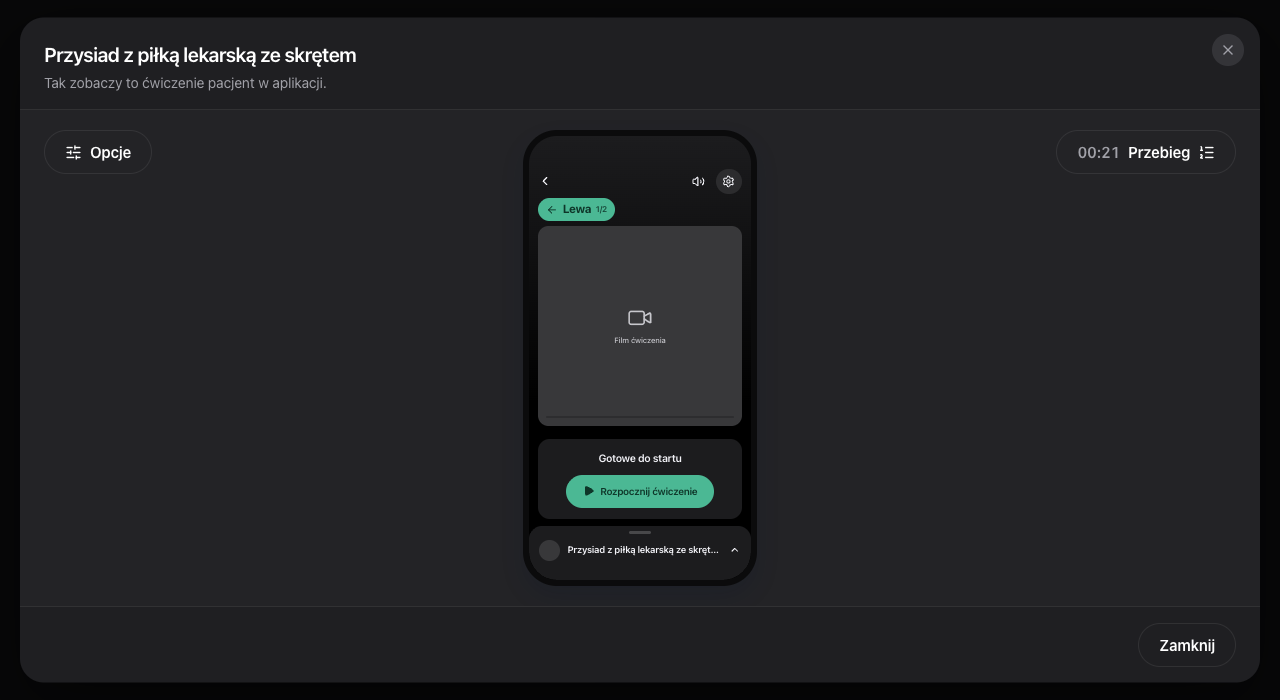 Przysiad z piłką lekarską ze skrętem
Tak zobaczy to ćwiczenie pacjent w aplikacji.
Opcje
00:21 Przebieg
Lewa 1/2
Film ćwiczenia
Gotowe do startu
Rozpocznij ćwiczenie
Przysiad z piłką lekarską ze skręt...
Zamknij